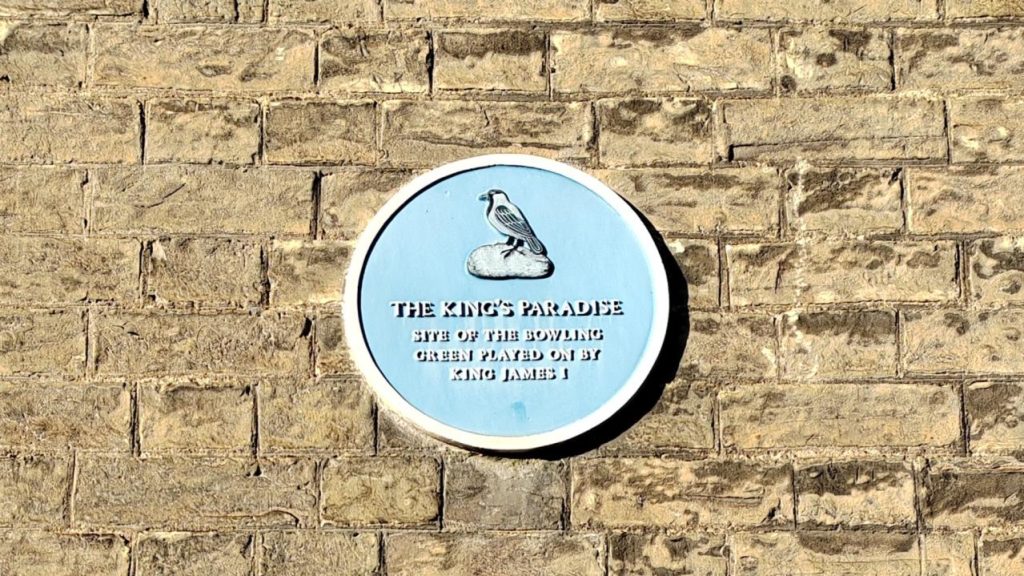 THE KING'S PARADISE
SITE OF THE BOWLING
GREEN PLAYED ON BY
KING JAMES I